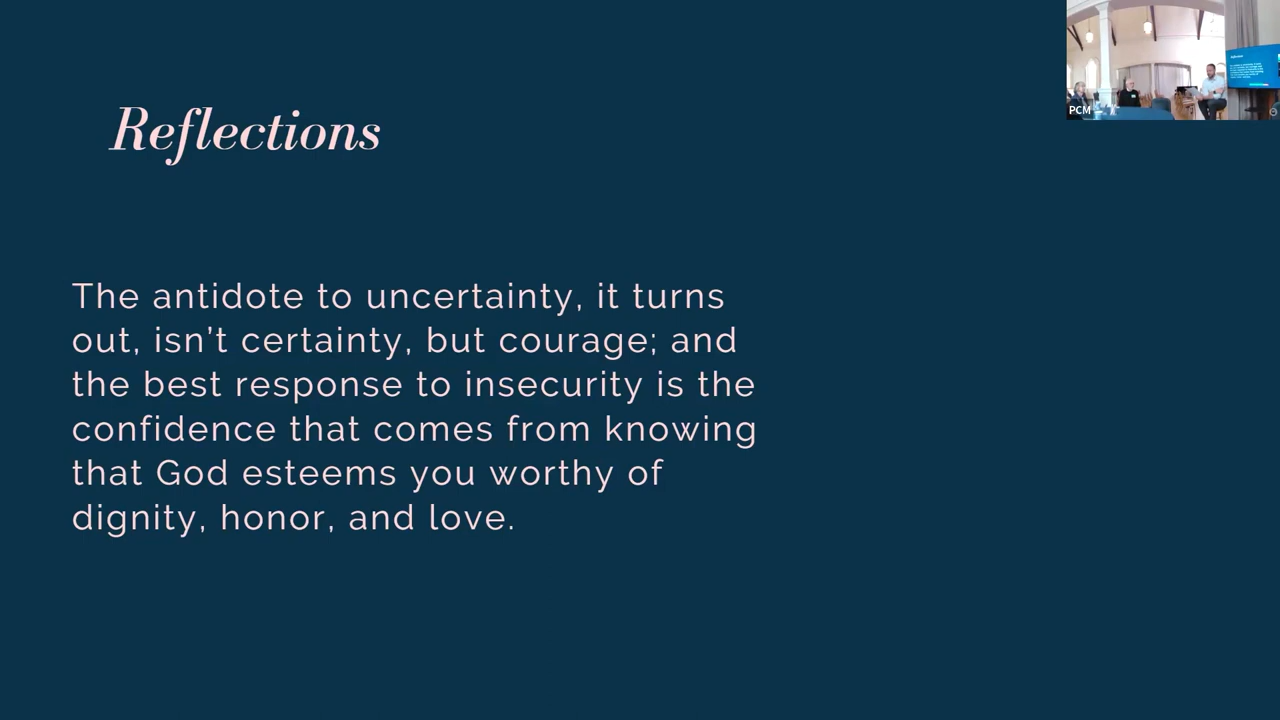 Reflections
The antidote to uncertainty, it turns
out, isn’t certainty, but courage; and
the best response to insecurity is the
confidence that comes from knowing
that God esteems you worthy of
dignity, honor, and love.
PCM